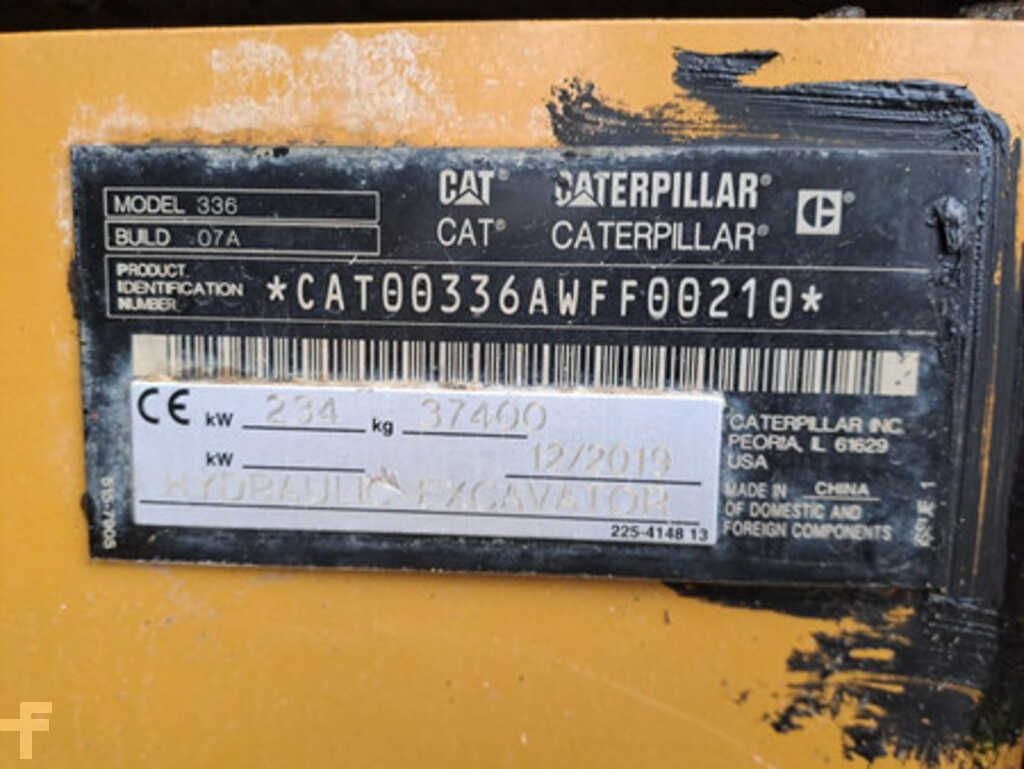 MODEL 336
BUILD 07A
CAT® CATERPILLAR®
CAT® CATERPILLAR®
PRODUCT
IDENTIFICATION
NUMBER
*CAT00336AWFF00210*
CE kW 234 kg 37400
kW 12/2019
HYDRAULIC EXCAVATOR
225-4148 13
CATERPILLAR INC.
PEORIA, IL 61629
USA
MADE IN CHINA
OF DOMESTIC AND
FOREIGN COMPONENTS